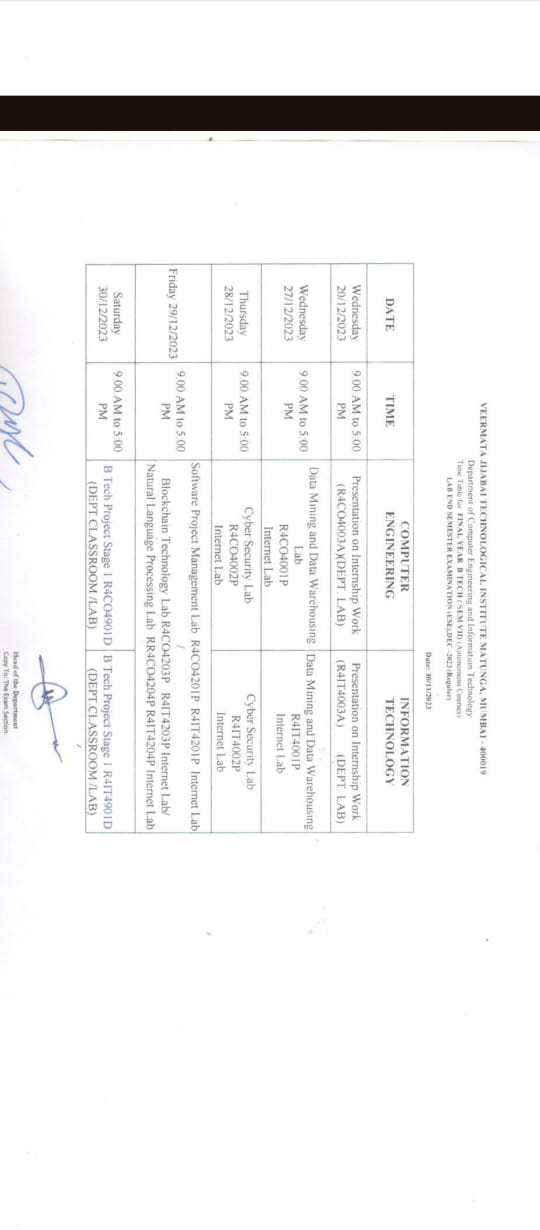 VEERMATA JIJABAI TECHNOLOGICAL INSTITUTE MATUNGA, MUMBAI - 400019
Department of Computer Engineering and Information Technology
Time Table for FINAL YEAR B TECH ( SEM VII) (Autonomous Courses)
LAB END SEMESTER EXAMINATION (ESE),DEC -2023 (Regular)
Date: 30/11/2023
DATE TIME COMPUTER ENGINEERING INFORMATION TECHNOLOGY
Wednesday 20/12/2023
9 00 AM to 5:00 PM
Presentation on Internship Work
(R4CO4003A)(DEPT. LAB)
Presentation on Internship Work
(R4IT4003A) (DEPT. LAB)
Wednesday 27/12/2023
9 00 AM to 5:00 PM
Data Mining and Data Warehousing
Lab
R4CO4001P
Internet Lab
Data Mining and Data Warehousing
R4IT4001P
Internet Lab
Thursday 28/12/2023
9 00 AM to 5:00 PM
Cyber Security Lab
R4CO4002P
Internet Lab
Cyber Security Lab
R4IT4002P
Internet Lab
Friday 29/12/2023
9 00 AM to 5:00 PM
Software Project Management Lab R4CO4201P R4IT4201P Internet Lab
/
Blockchain Technology Lab R4CO4203P R4IT4203P Internet Lab/
Natural Language Processing Lab RR4CO4204P R4IT4204P Internet Lab
Saturday 30/12/2023
9 00 AM to 5:00 PM
B Tech Project Stage 1 R4CO4901D
(DEPT.CLASSROOM /LAB)
B Tech Project Stage 1 R4IT4901D
(DEPT.CLASSROOM /LAB)
Head of the Department
Copy To: The Exam Section